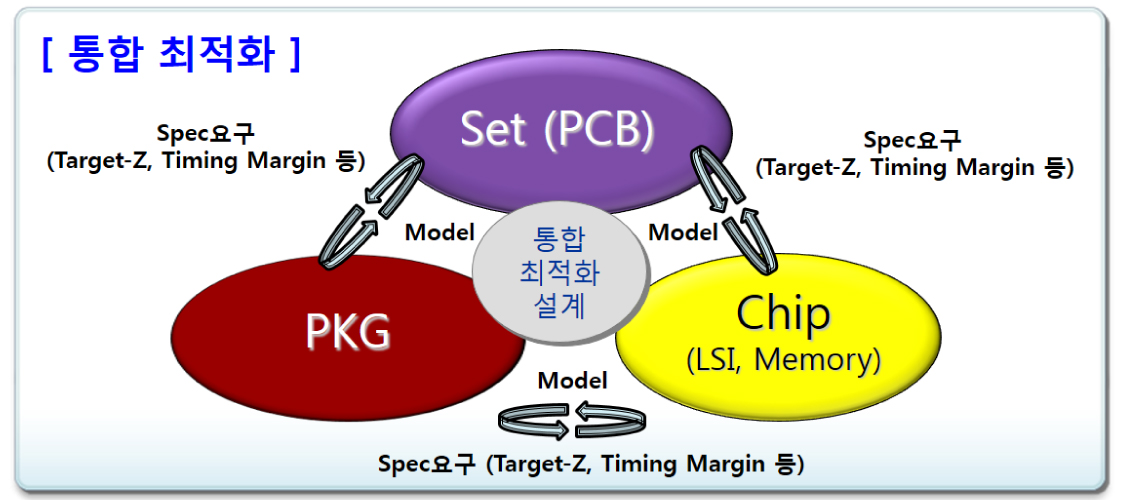 [ 통합 최적화 ]
Set (PCB)
Spec요구
(Target-Z, Timing Margin 등)
Spec요구
(Target-Z, Timing Margin 등)
Model
Model
통합
최적화
설계
PKG
Chip
(LSI, Memory)
Model
Spec요구 (Target-Z, Timing Margin 등)